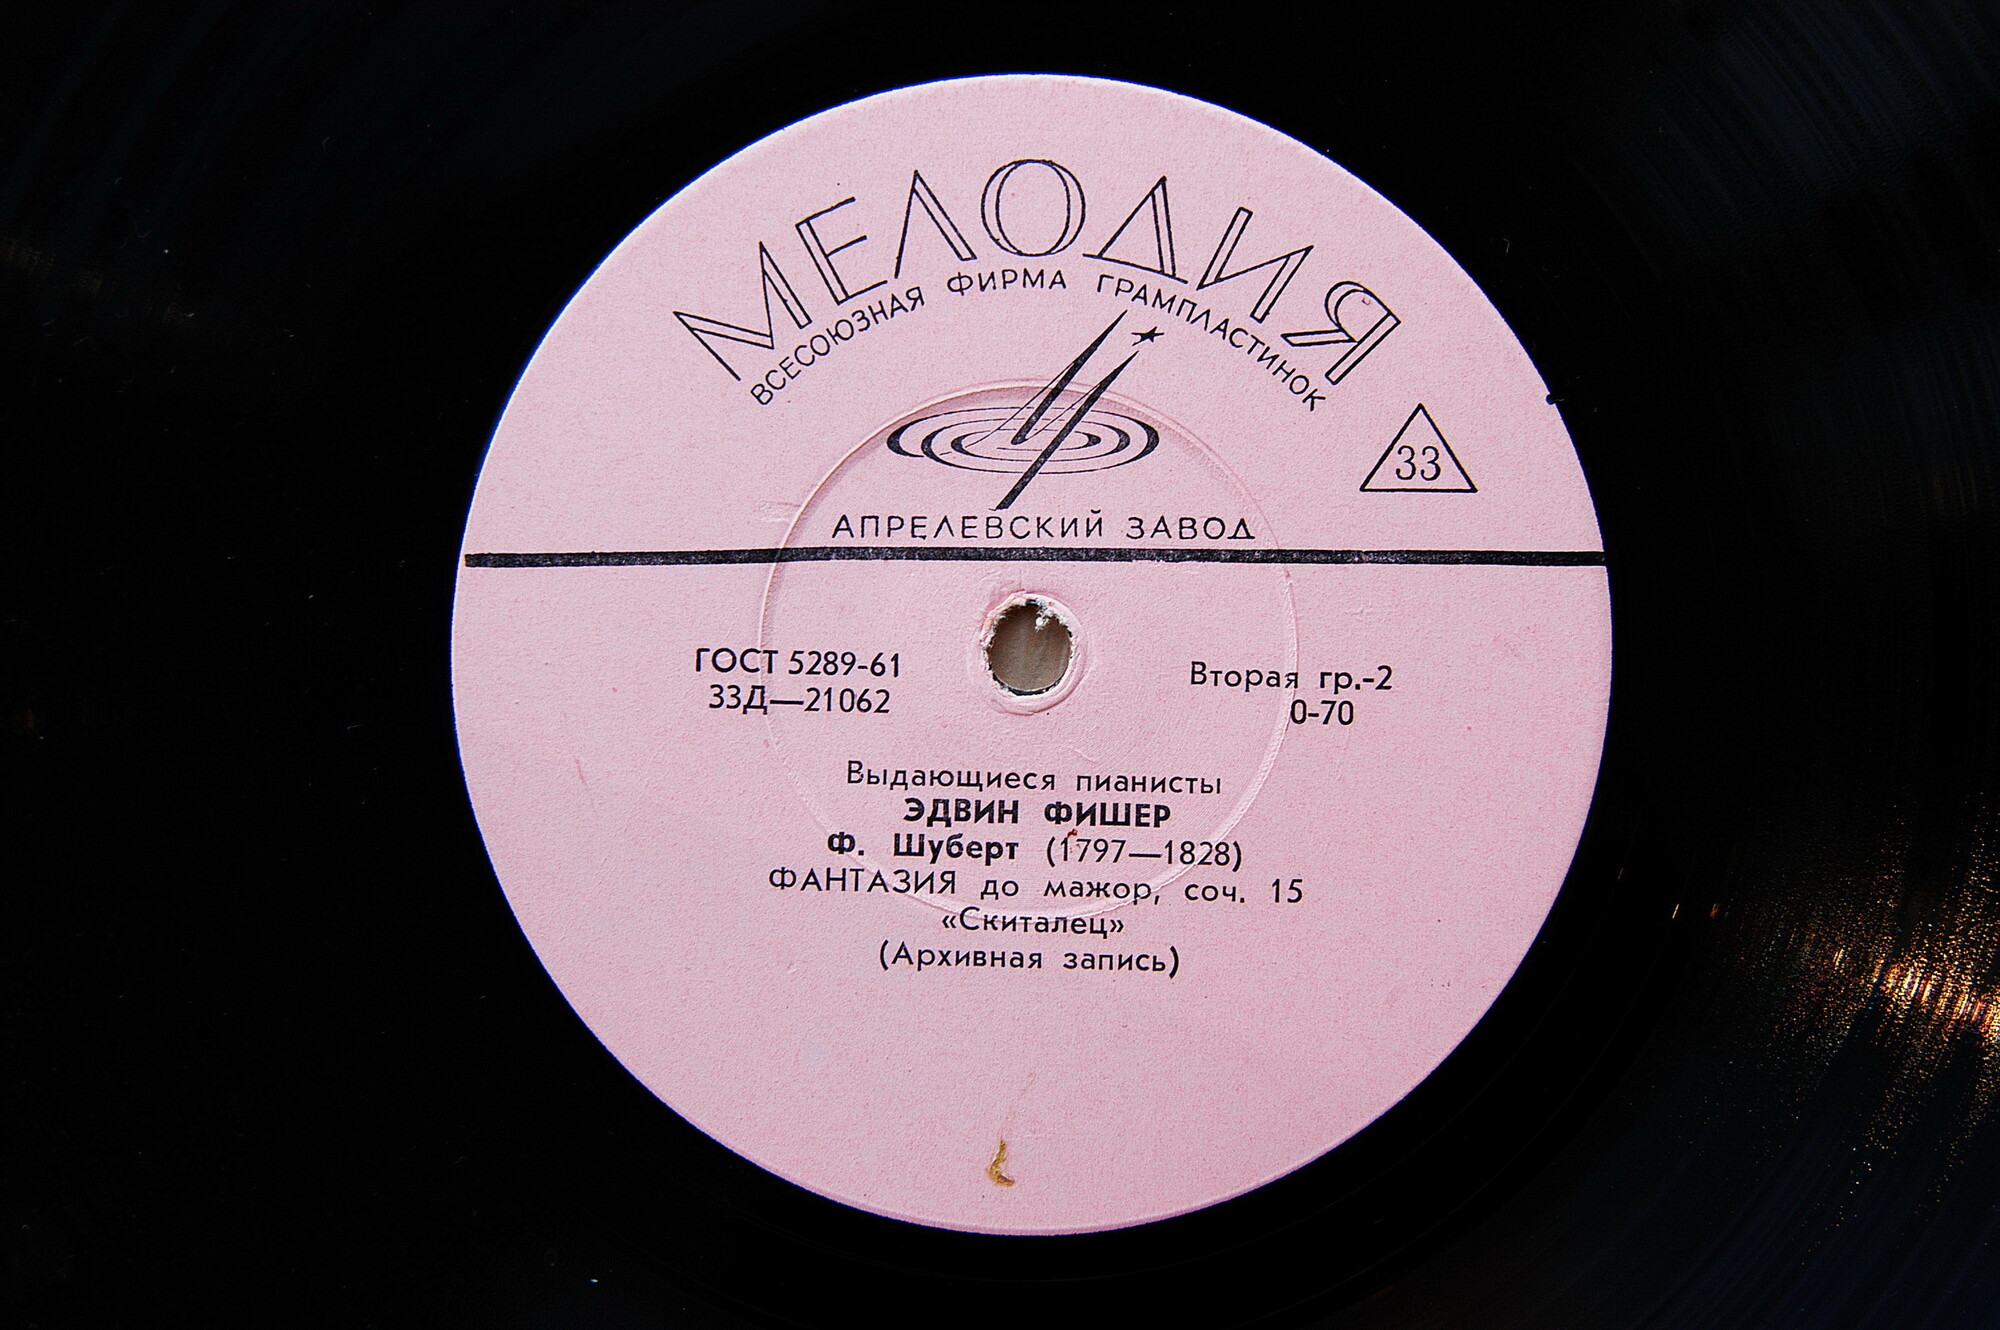 МЕЛОДИЯ
ВСЕСОЮЗНАЯ ФИРМА ГРАМПЛАСТИНОК
33
АПРЕЛЕВСКИЙ ЗАВОД
ГОСТ 5289-61
33Д—21062
Вторая гр.-2
0-70
Выдающиеся пианисты
ЭДВИН ФИШЕР
Ф. Шуберт (1797—1828)
ФАНТАЗИЯ до мажор, соч. 15
«Скиталец»
(Архивная запись)